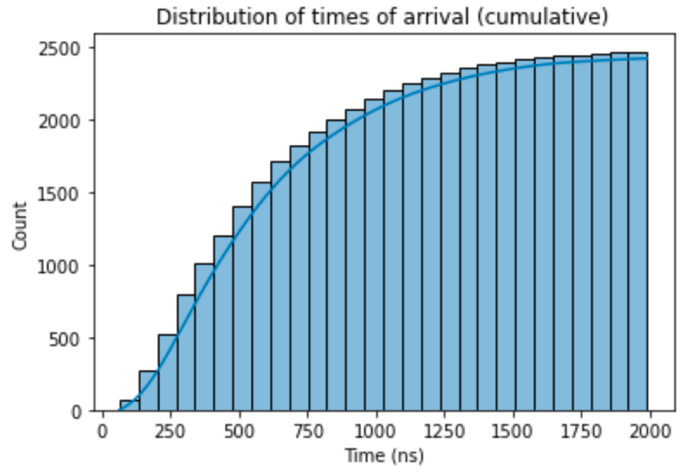 Distribution of times of arrival (cumulative)
2500
2000
1500
1000
500
0
Count
0 250 500 750 1000 1250 1500 1750 2000
Time (ns)